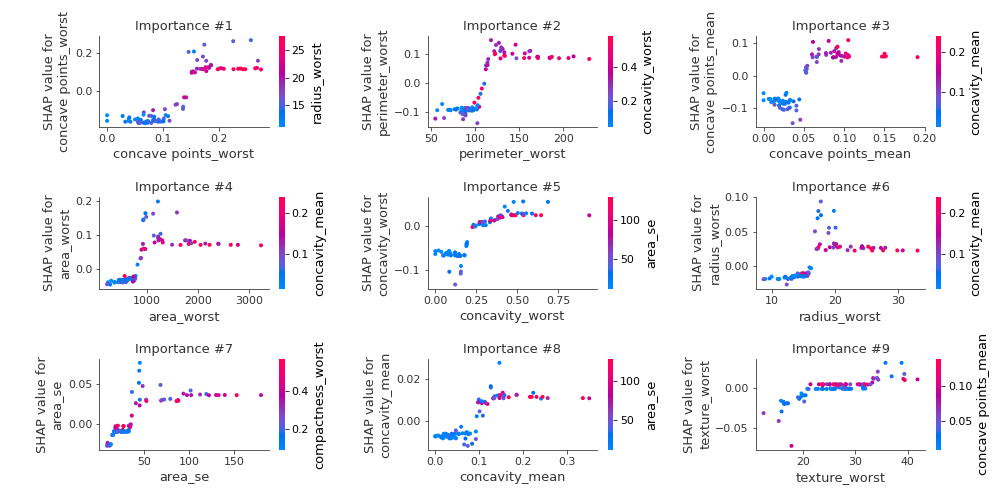 Importance #1
SHAP value for
concave points_worst
0.2
0.0
0.0
0.2
concave points_worst
25
20
15
radius_worst
Importance #2
SHAP value for
perimeter_worst
0.1
0.0
−0.1
50
100
150
200
perimeter_worst
0.4
0.2
concavity_worst
Importance #3
SHAP value for
concave points_mean
0.1
0.0
−0.1
0.00
0.05
0.10
0.15
0.20
concave points_mean
0.2
0.1
concavity_mean
Importance #4
SHAP value for
area_worst
0.2
0.0
1000
2000
3000
area_worst
0.2
0.1
concavity_mean
Importance #5
SHAP value for
concavity_worst
0.0
−0.1
0.00
0.25
0.50
0.75
concavity_worst
100
50
area_se
Importance #6
SHAP value for
radius_worst
0.10
0.05
0.00
10
20
30
radius_worst
0.2
0.1
concavity_mean
Importance #7
SHAP value for
area_se
0.05
0.00
50
100
150
area_se
0.4
0.2
compactness_worst
Importance #8
SHAP value for
concavity_mean
0.02
0.00
0.0
0.1
0.2
0.3
concavity_mean
100
50
area_se
Importance #9
SHAP value for
texture_worst
0.00
−0.05
20
30
40
texture_worst
0.10
0.05
concave points_mean